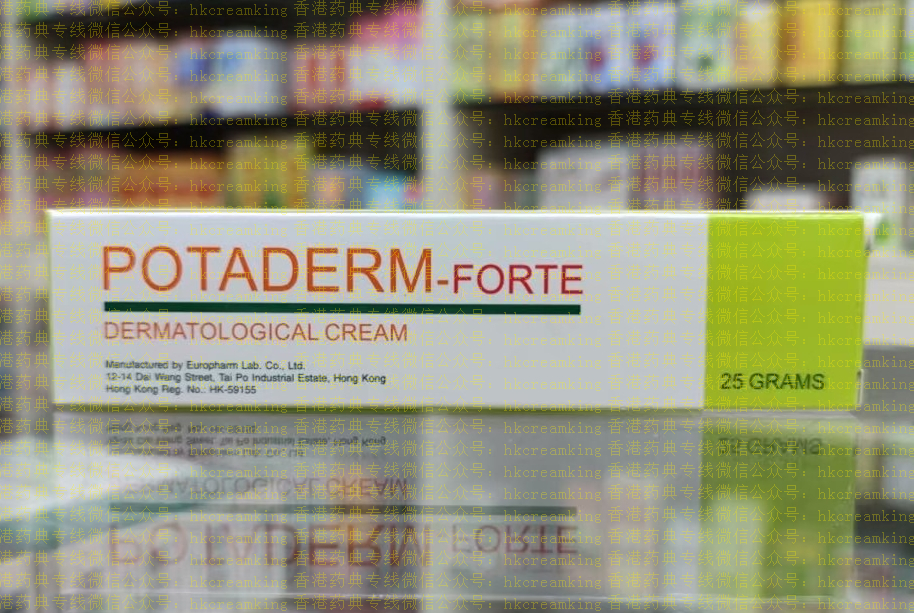 香港药典专线微信公众号：hkcreamking
POTADERM-FORTE
DERMATOLOGICAL CREAM
Manufactured by Europharm Lab. Co., Ltd.
12-14 Dai Wang Street, Tai Po Industrial Estate, Hong Kong
Hong Kong Reg. No.: HK-59155
25 GRAMS